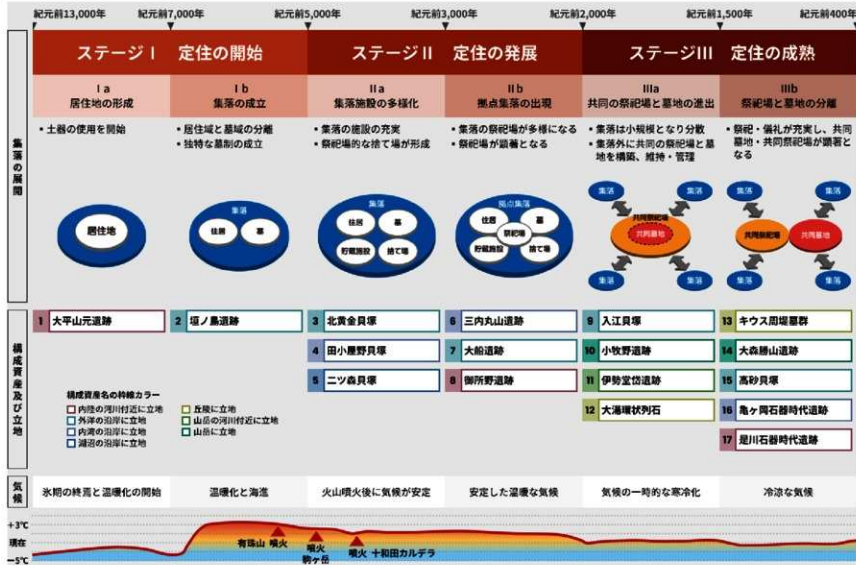 紀元前13,000年 紀元前7,000年 紀元前5,000年 紀元前3,000年 紀元前2,000年 紀元前1,500年 紀元前400年
ステージⅠ 定住の開始
ステージⅡ 定住の発展
ステージⅢ 定住の成熟
Ⅰa
居住地の形成
Ⅰb
集落の成立
Ⅱa
集落施設の多様化
Ⅱb
拠点集落の出現
Ⅲa
共同の祭祀場と墓地の進出
Ⅲb
祭祀場と墓地の分離
集落の展開
・土器の使用を開始
・居住域と墓域の分離
・独特な墓制の成立
・集落の施設の充実
・祭祀場的な捨て場が形成
・集落の祭祀場が多様になる
・祭祀場が顕著となる
・集落は小規模となり分散
・集落外に共同の祭祀場と墓
地を構築、維持・管理
・祭祀・儀礼が充実し、共同
墓地・共同祭祀場が顕著と
なる
居住地
集落
住居 墓
集落
住居 墓
貯蔵施設 捨て場
拠点集落
住居 墓
祭祀場
貯蔵施設 捨て場
集落 集落
共同祭祀場
共同墓地
集落 集落
集落 集落
共同祭祀場 共同墓地
集落 集落
構成資産及び立地
1 大平山元遺跡
2 垣ノ島遺跡
3 北黄金貝塚
4 田小屋野貝塚
5 二ツ森貝塚
6 三内丸山遺跡
7 大船遺跡
8 御所野遺跡
9 入江貝塚
10 小牧野遺跡
11 伊勢堂岱遺跡
12 大湯環状列石
13 キウス周堤墓群
14 大森勝山遺跡
15 高砂貝塚
16 亀ヶ岡石器時代遺跡
17 是川石器時代遺跡
構成資産名の枠線カラー
内陸の河川付近に立地
外洋の沿岸に立地
内湾の沿岸に立地
湖沼の沿岸に立地
丘陵に立地
山岳の河川付近に立地
山岳に立地
気候
氷期の終焉と温暖化の開始
温暖化と海進
火山噴火後に気候が安定
安定した温暖な気候
気候の一時的な寒冷化
冷涼な気候
+3℃
現在
−5℃
有珠山 噴火
噴火
駒ヶ岳
噴火 十和田カルデラ